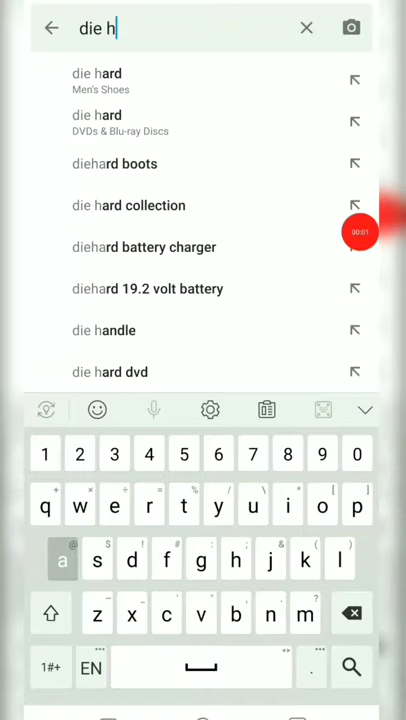 die h
die hard
Men's Shoes
die hard
DVDs & Blu-ray Discs
diehard boots
die hard collection
00:01
diehard battery charger
diehard 19.2 volt battery
die handle
die hard dvd
1 2 3 4 5 6 7 8 9 0
+ × ÷ = % / \ * [ ]
q w e r t y u i o p
@ $ ! # : ; & ( )
a s d f g h j k l
z x c v b n m ?
1#+ EN .